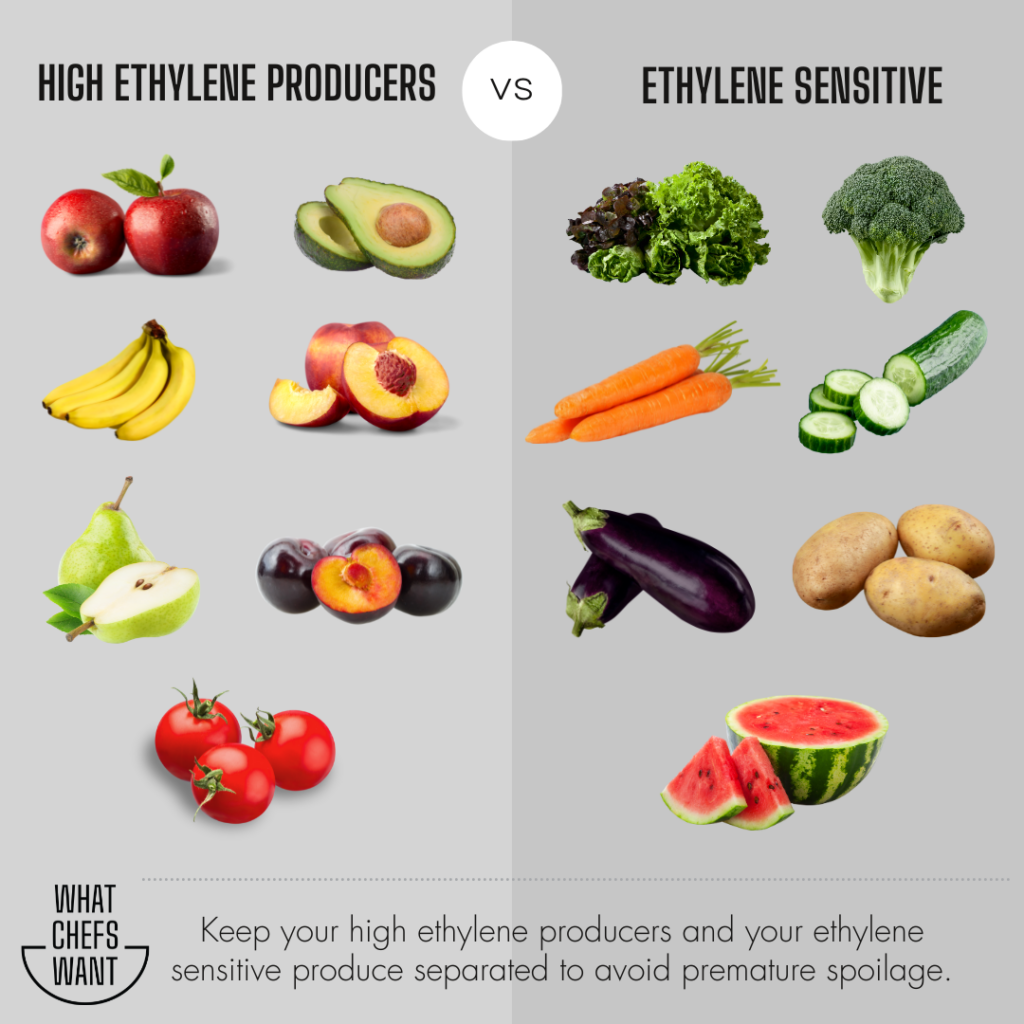 HIGH ETHYLENE PRODUCERS
VS
ETHYLENE SENSITIVE
WHAT
CHEFS
WANT
Keep your high ethylene producers and your ethylene
sensitive produce separated to avoid premature spoilage.